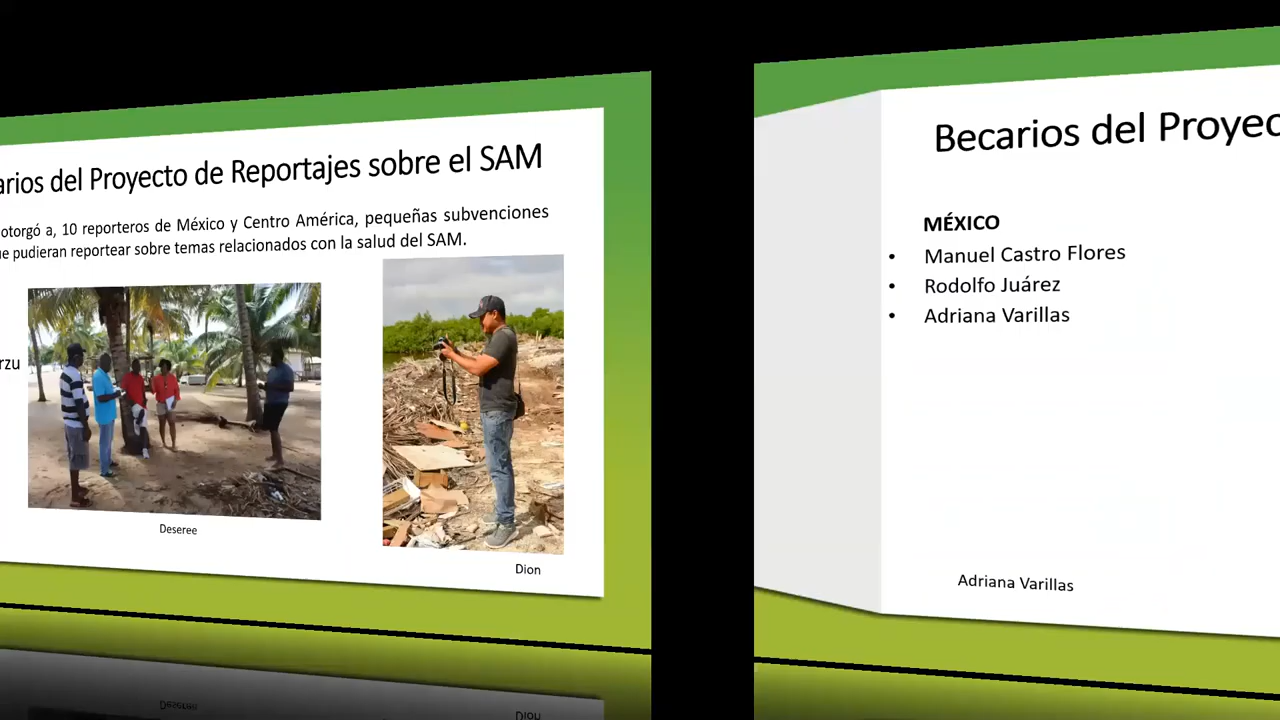 arios del Proyecto de Reportajes sobre el SAM
otorgó a, 10 reporteros de México y Centro América, pequeñas subvenciones
ue pudieran reportear sobre temas relacionados con la salud del SAM.
rzu
Deseree
Dion
Becarios del Proyec
MÉXICO
• Manuel Castro Flores
• Rodolfo Juárez
• Adriana Varillas
Adriana Varillas